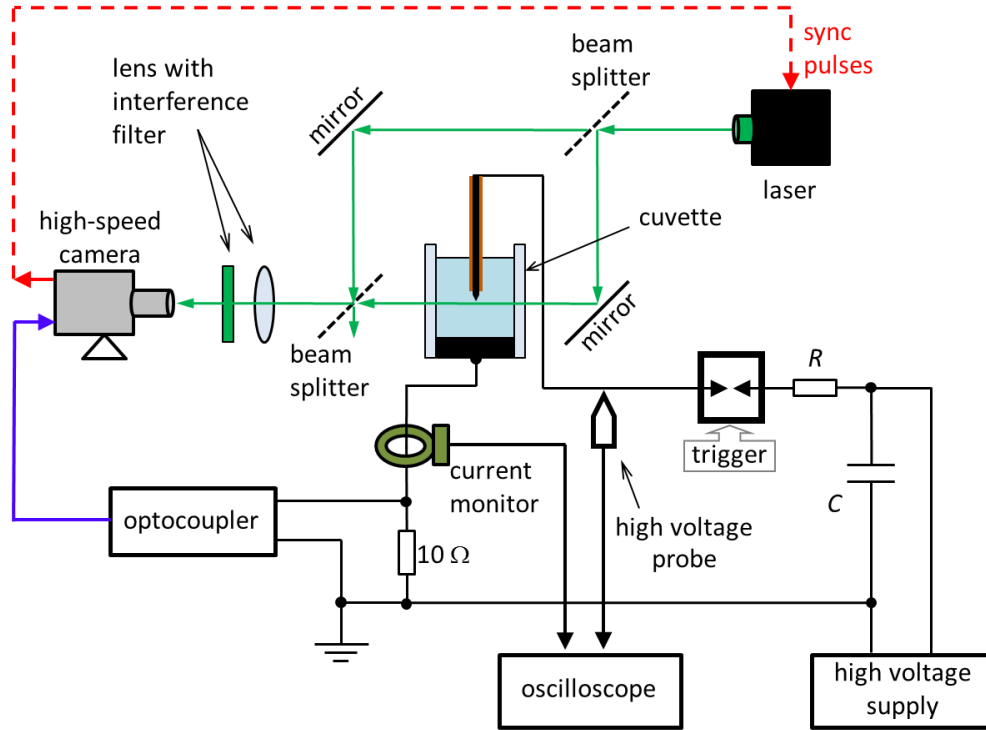 sync
pulses
beam
splitter
lens with
interference
filter
mirror
laser
high-speed
camera
cuvette
mirror
beam
splitter
R
trigger
current
monitor
C
optocoupler
10 Ω
high voltage
probe
oscilloscope
high voltage
supply